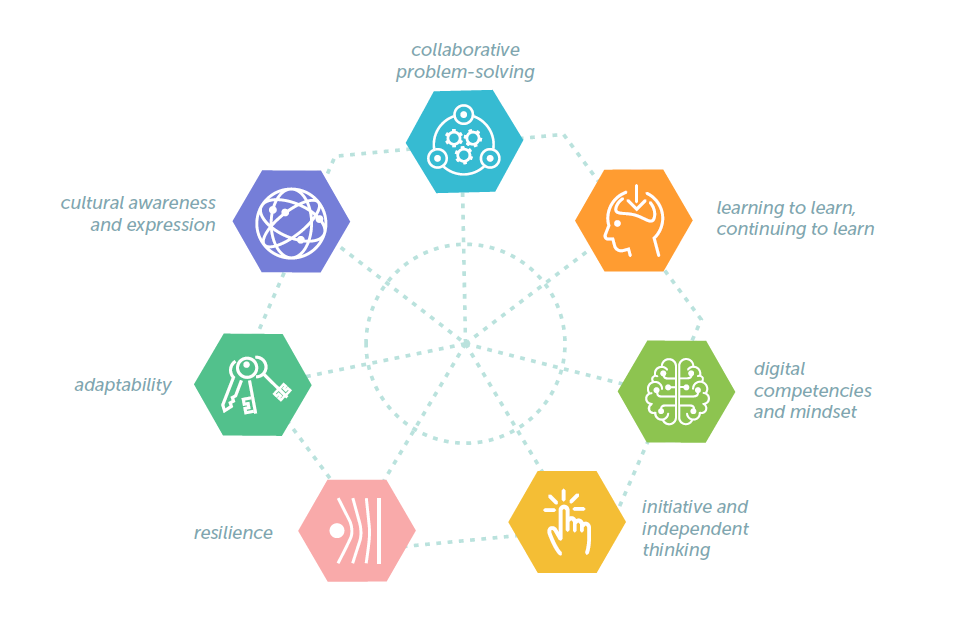 collaborative
problem-solving
cultural awareness
and expression
learning to learn,
continuing to learn
adaptability
digital
competencies
and mindset
resilience
initiative and
independent
thinking